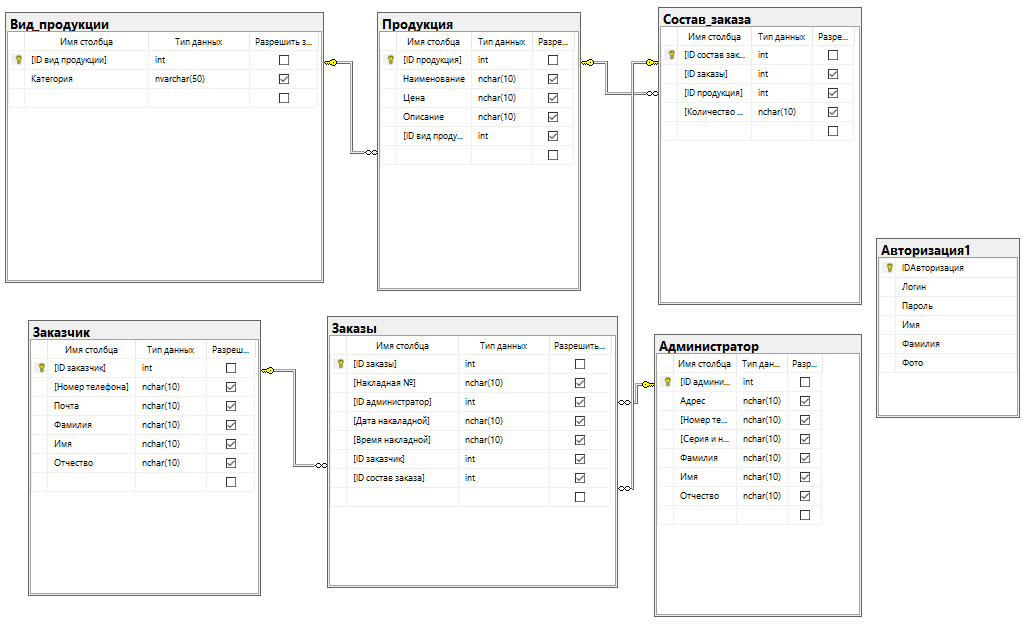 Вид_продукции
Имя столбца Тип данных Разрешить з...
[ID вид продукции] int
Категория nvarchar(50)
Продукция
Имя столбца Тип данных Разре...
[ID продукция] int
Наименование nchar(10)
Цена nchar(10)
Описание nchar(10)
[ID вид проду... int
Состав_заказа
Имя столбца Тип данных Разре...
[ID состав зак... int
[ID заказы] int
[ID продукция] int
[Количество ... nchar(10)
Авторизация1
IDАвторизация
Логин
Пароль
Имя
Фамилия
Фото
Заказчик
Имя столбца Тип данных Разреш...
[ID заказчик] int
[Номер телефона] nchar(10)
Почта nchar(10)
Фамилия nchar(10)
Имя nchar(10)
Отчество nchar(10)
Заказы
Имя столбца Тип данных Разрешить...
[ID заказы] int
[Накладная №] nchar(10)
[ID администратор] int
[Дата накаладной] nchar(10)
[Время накладной] nchar(10)
[ID заказчик] int
[ID состав заказа] int
Администратор
Имя столбца Тип дан... Разр...
[ID админи... int
Адрес nchar(10)
[Номер те... nchar(10)
[Серия и н... nchar(10)
Фамилия nchar(10)
Имя nchar(10)
Отчество nchar(10)